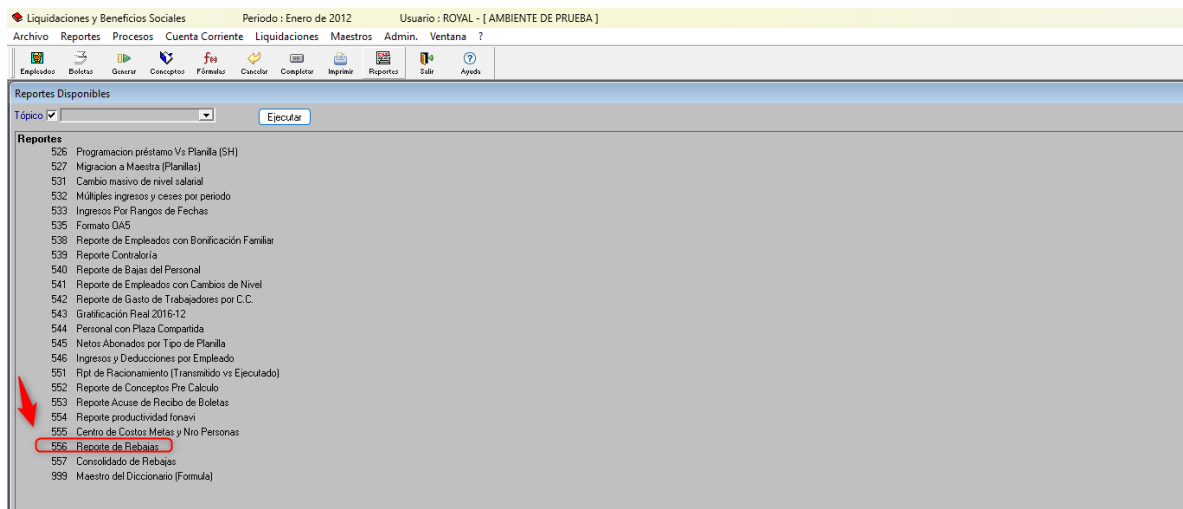 Liquidaciones y Beneficios Sociales Periodo : Enero de 2012 Usuario : ROYAL - [ AMBIENTE DE PRUEBA ]
Archivo Reportes Procesos Cuenta Corriente Liquidaciones Maestros Admin. Ventana ?
Empleados Boletas Generar Conceptos Fórmulas Cancelar Completar Imprimir Reportes Salir Ayuda
Reportes Disponibles
Tópico Ejecutar
Reportes
526 Programacion préstamo Vs Planilla (SH)
527 Migracion a Maestra (Planillas)
531 Cambio masivo de nivel salarial
532 Múltiples ingresos y ceses por periodo
533 Ingresos Por Rangos de Fechas
535 Formato OA5
538 Reporte de Empleados con Bonificación Familiar
539 Reporte Contraloría
540 Reporte de Bajas del Personal
541 Reporte de Empleados con Cambios de Nivel
542 Reporte de Gasto de Trabajadores por C.C.
543 Gratificación Real 2016-12
544 Personal con Plaza Compartida
545 Netos Abonados por Tipo de Planilla
546 Ingresos y Deducciones por Empleado
551 Rpt de Racionamiento (Transmitido vs Ejecutado)
552 Reporte de Conceptos Pre Calculo
553 Reporte Acuse de Recibo de Boletas
554 Reporte productividad fonavi
555 Centro de Costos Metas y Nro Personas
556 Reporte de Rebajas
557 Consolidado de Rebajas
999 Maestro del Diccionario (Formula)